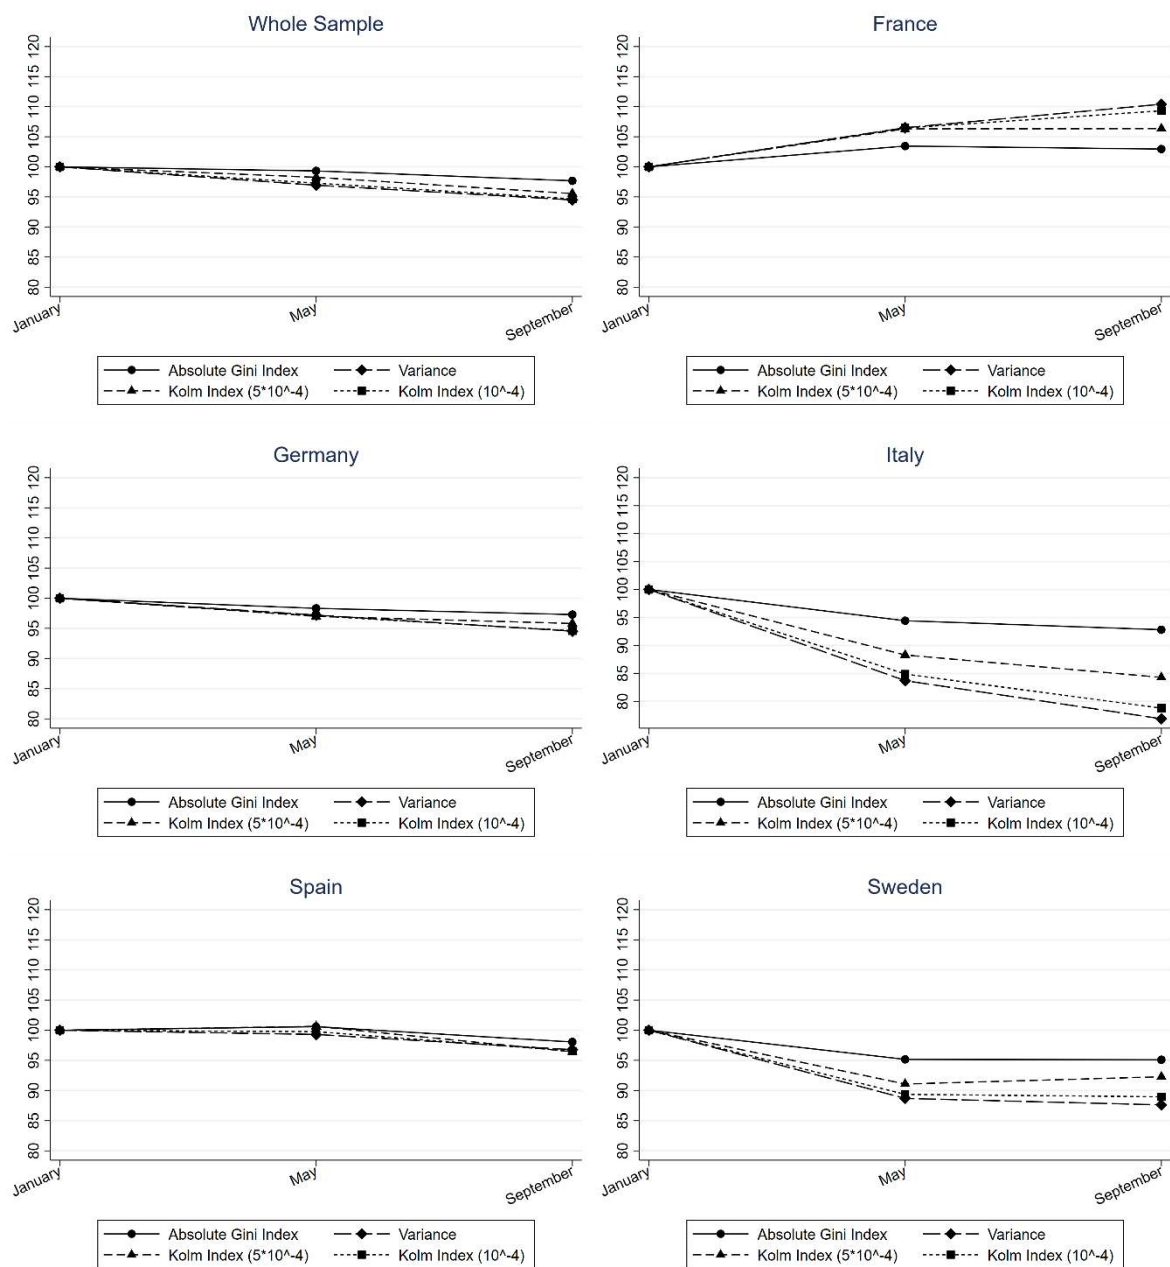 Whole Sample
120
115
110
105
100
95
90
85
80
January
May
September
Absolute Gini Index
Variance
Kolm Index (5*10^-4)
Kolm Index (10^-4)
France
120
115
110
105
100
95
90
85
80
January
May
September
Absolute Gini Index
Variance
Kolm Index (5*10^-4)
Kolm Index (10^-4)
Germany
120
115
110
105
100
95
90
85
80
January
May
September
Absolute Gini Index
Variance
Kolm Index (5*10^-4)
Kolm Index (10^-4)
Italy
120
115
110
105
100
95
90
85
80
January
May
September
Absolute Gini Index
Variance
Kolm Index (5*10^-4)
Kolm Index (10^-4)
Spain
120
115
110
105
100
95
90
85
80
January
May
September
Absolute Gini Index
Variance
Kolm Index (5*10^-4)
Kolm Index (10^-4)
Sweden
120
115
110
105
100
95
90
85
80
January
May
September
Absolute Gini Index
Variance
Kolm Index (5*10^-4)
Kolm Index (10^-4)